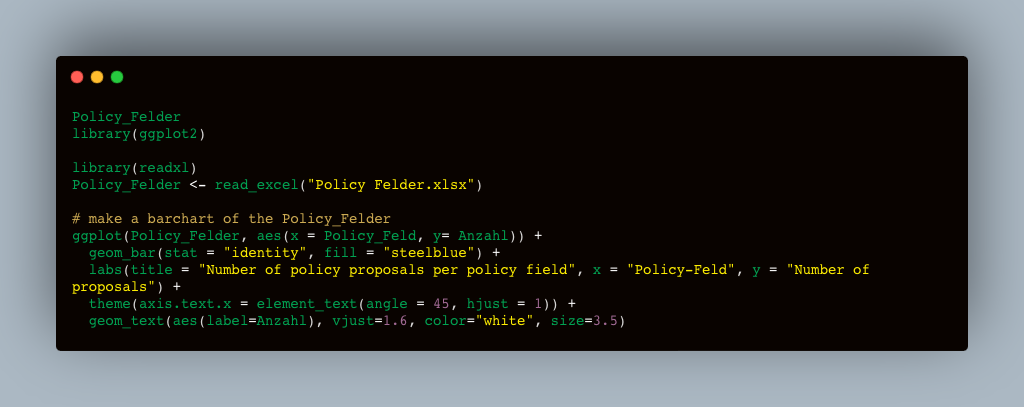 Policy_Felder
library(ggplot2)
library(readxl)
Policy_Felder <- read_excel("Policy Felder.xlsx")
# make a barchart of the Policy_Felder
ggplot(Policy_Felder, aes(x = Policy_Feld, y= Anzahl)) +
  geom_bar(stat = "identity", fill = "steelblue") +
  labs(title = "Number of policy proposals per policy field", x = "Policy-Feld", y = "Number of
proposals") +
  theme(axis.text.x = element_text(angle = 45, hjust = 1)) +
  geom_text(aes(label=Anzahl), vjust=1.6, color="white", size=3.5)